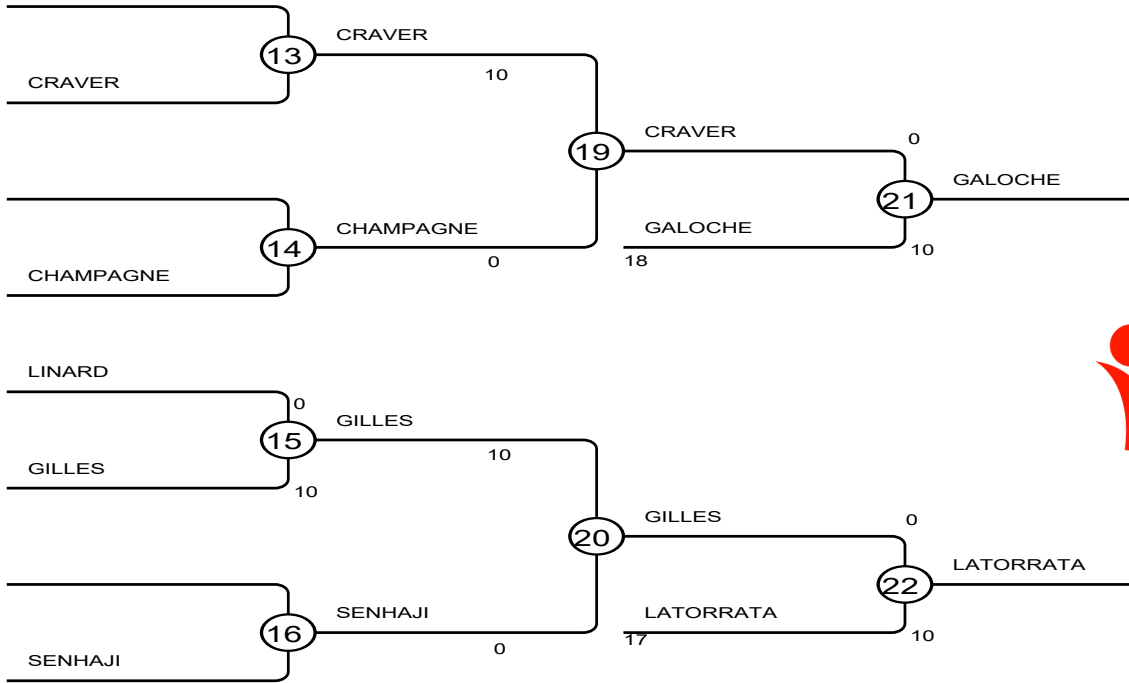 CRAVER
13
CRAVER
10
CRAVER
0
19
GALOCHE
21
CHAMPAGNE
GALOCHE
14
0
18
10
CHAMPAGNE
LINARD
0
GILLES
15
10
GILLES
10
GILLES
0
20
LATORRATA
22
SENHAJI
LATORRATA
16
0
17
10
SENHAJI